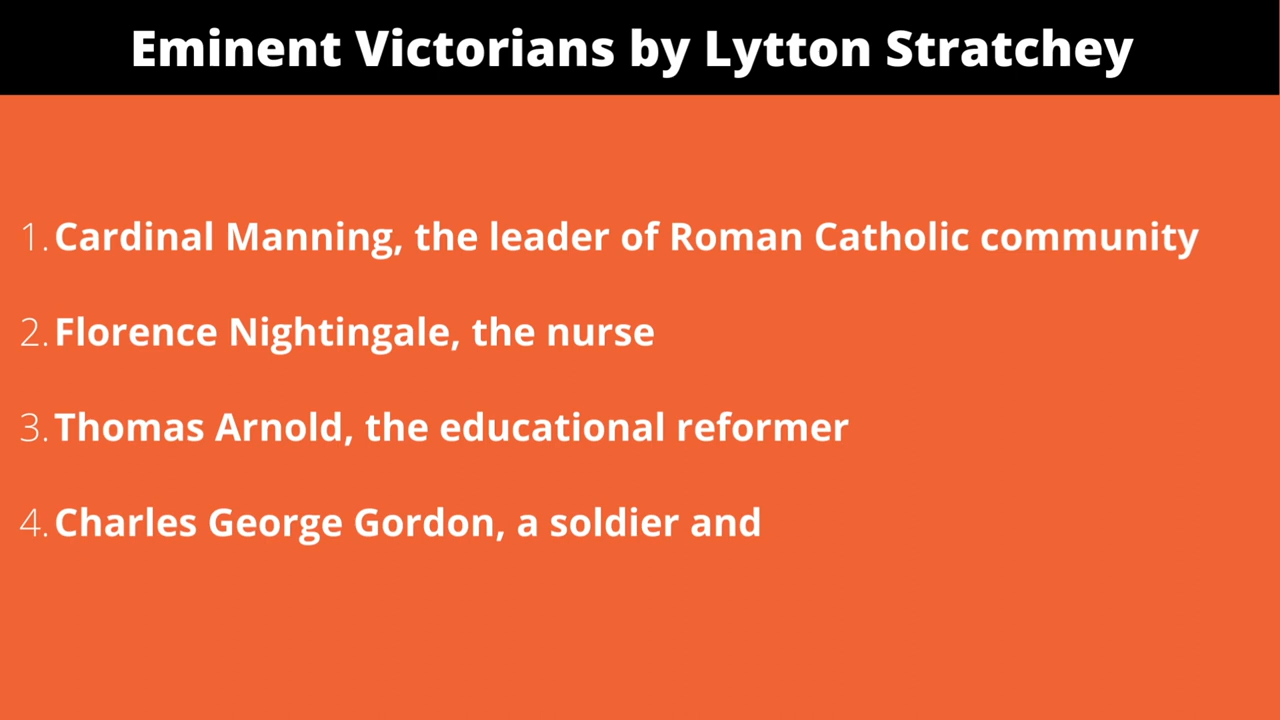 Eminent Victorians by Lytton Stratchey
1. Cardinal Manning, the leader of Roman Catholic community
2. Florence Nightingale, the nurse
3. Thomas Arnold, the educational reformer
4. Charles George Gordon, a soldier and